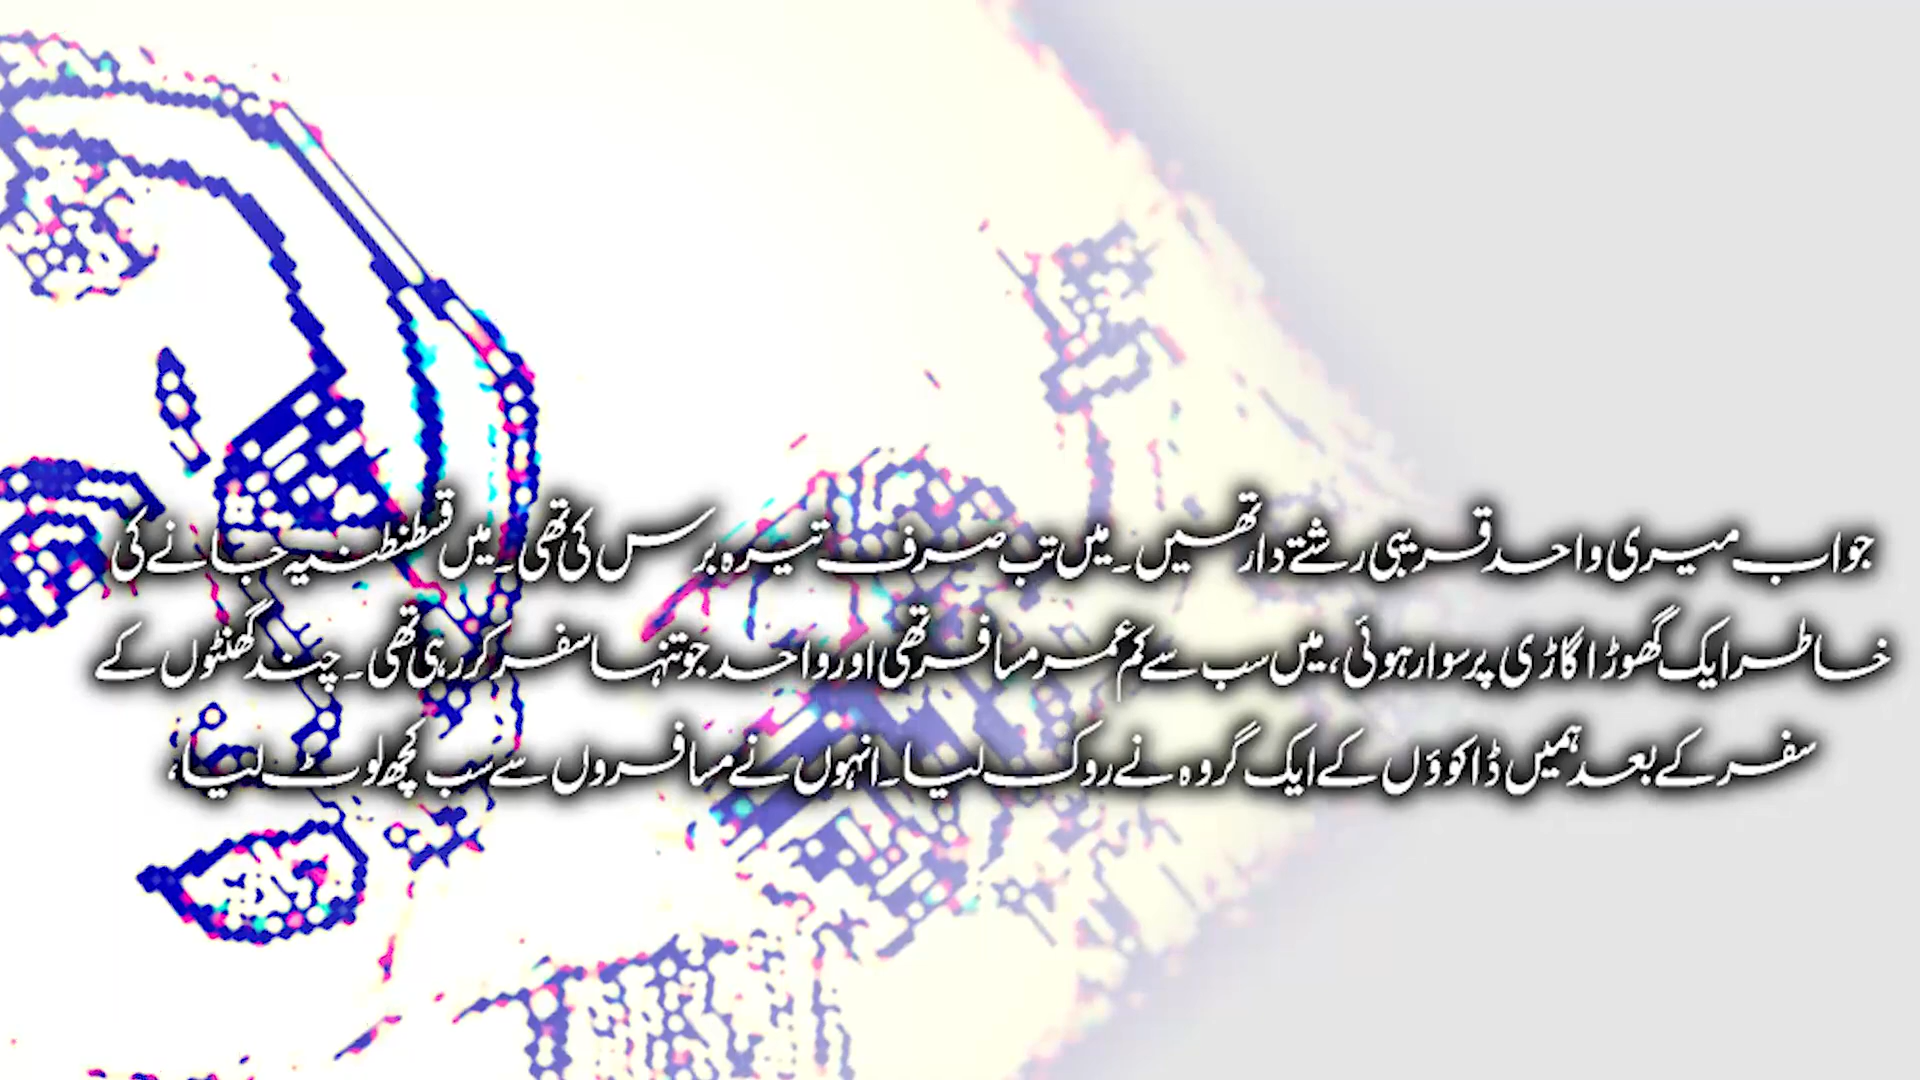 جو اب میری واحد قریبی رشتے دار تھیں۔ میں تب صرف تیرہ برس کی تھی۔ میں قسطنطنیہ جانے کی
خاطر ایک گھوڑا گاڑی پر سوار ہوئی، میں سب سے کم عمر مسافر تھی اور واحد جو تنہا سفر کر رہی تھی۔ چند گھنٹوں کے
سفر کے بعد ہمیں ڈاکوؤں کے ایک گروہ نے روک لیا۔ انہوں نے مسافروں سے سب کچھ لوٹ لیا،